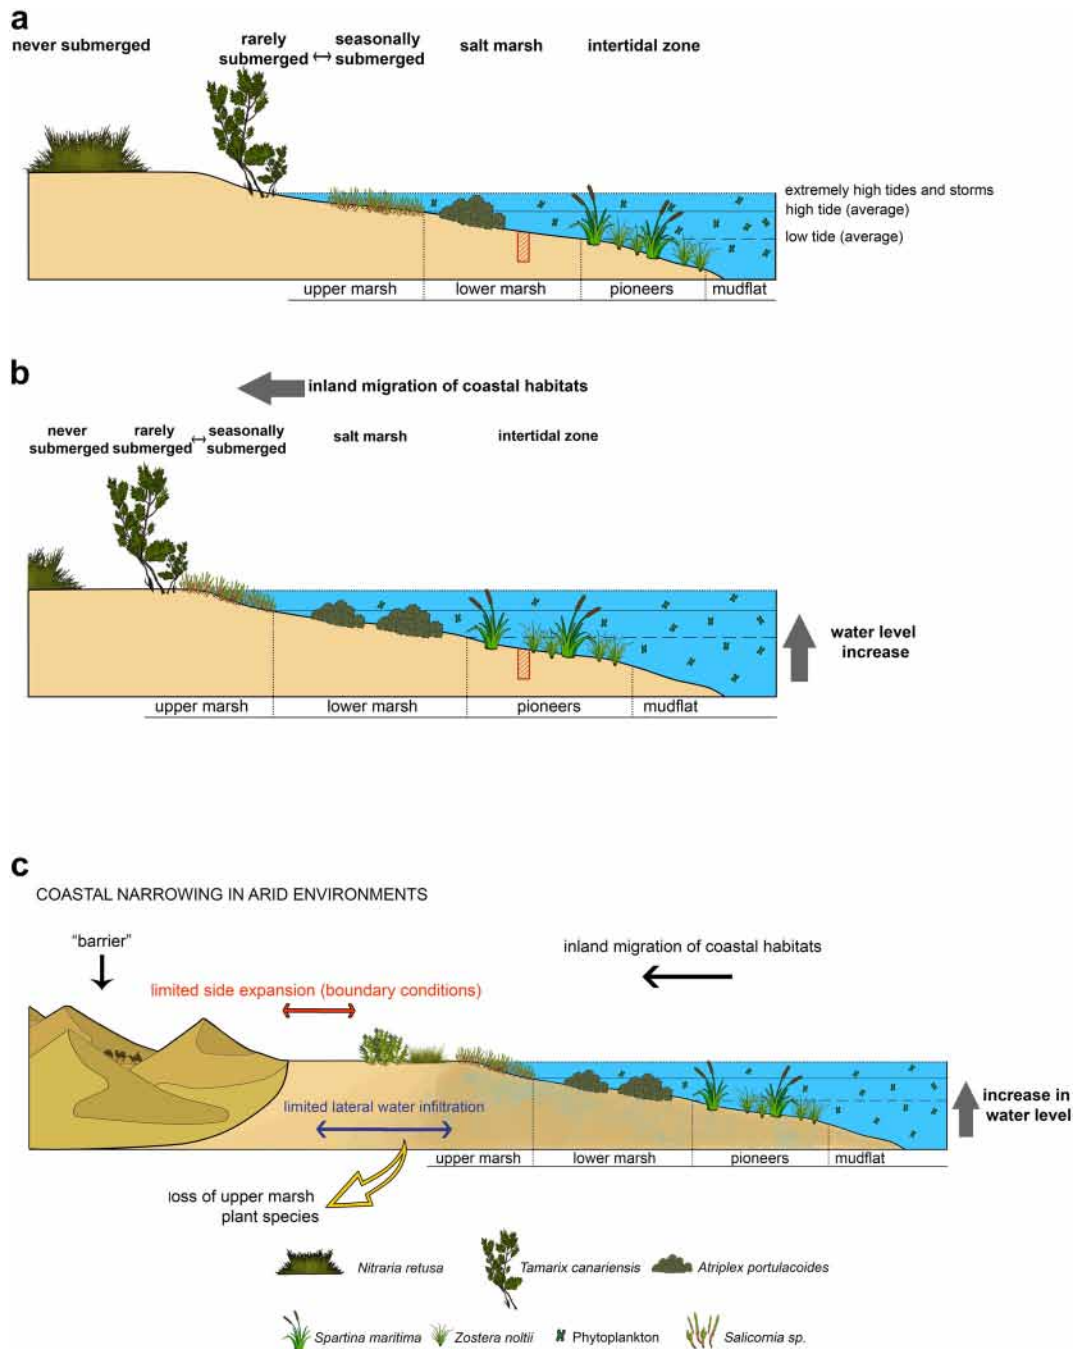 a
never submerged
rarely submerged ↔ seasonally submerged
salt marsh
intertidal zone
extremely high tides and storms
high tide (average)
low tide (average)
upper marsh
lower marsh
pioneers
mudflat
b
inland migration of coastal habitats
never submerged
rarely submerged ↔ seasonally submerged
salt marsh
intertidal zone
water level
increase
upper marsh
lower marsh
pioneers
mudflat
c
COASTAL NARROWING IN ARID ENVIRONMENTS
“barrier”
inland migration of coastal habitats
limited side expansion (boundary conditions)
limited lateral water infiltration
increase in
water level
upper marsh
lower marsh
pioneers
mudflat
loss of upper marsh
plant species
Nitraria retusa
Tamarix canariensis
Atriplex portulacoides
Spartina maritima
Zostera noltii
Phytoplankton
Salicornia sp.